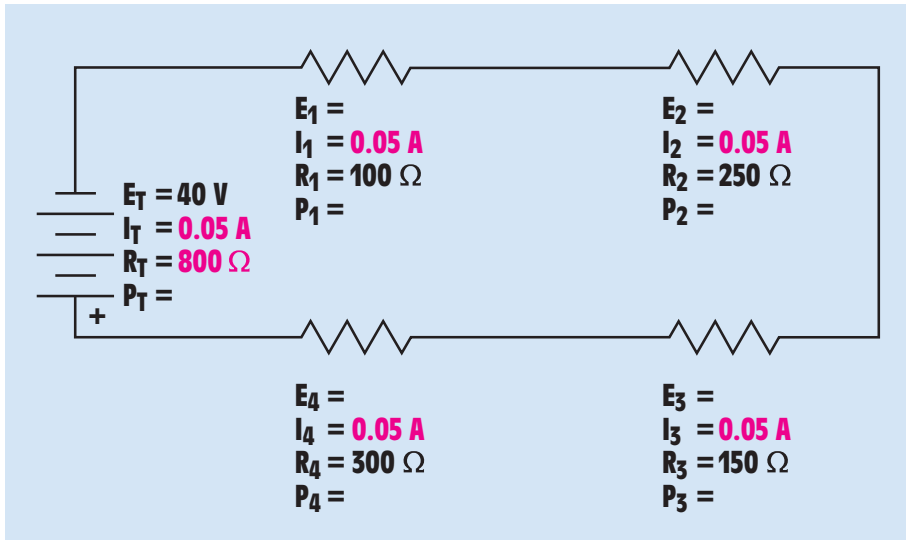 E1 =
I1 = 0.05 A
R1 = 100 Ω
P1 =
E2 =
I2 = 0.05 A
R2 = 250 Ω
P2 =
ET = 40 V
IT = 0.05 A
RT = 800 Ω
PT =
+
E4 =
I4 = 0.05 A
R4 = 300 Ω
P4 =
E3 =
I3 = 0.05 A
R3 = 150 Ω
P3 =